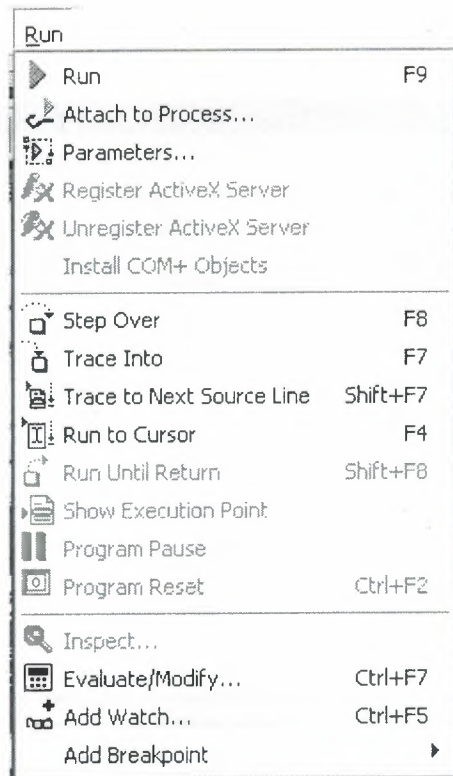 Run
Run F9
Attach to Process...
Parameters...
Register ActiveX Server
Unregister ActiveX Server
Install COM+ Objects
Step Over F8
Trace Into F7
Trace to Next Source Line Shift+F7
Run to Cursor F4
Run Until Return Shift+F8
Show Execution Point
Program Pause
Program Reset Ctrl+F2
Inspect...
Evaluate/Modify... Ctrl+F7
Add Watch... Ctrl+F5
Add Breakpoint